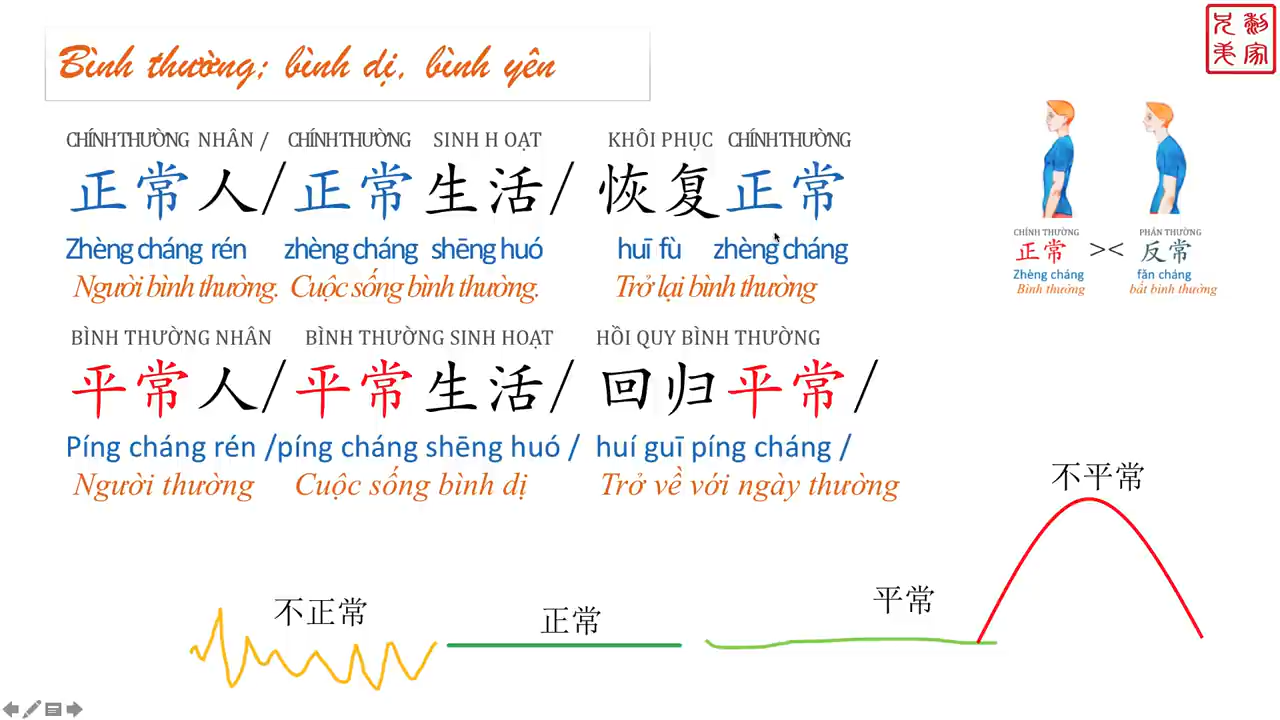 Bình thường; bình dị, bình yên
CHÍNH THƯỜNG NHÂN / CHÍNH THƯỜNG SINH H OẠT KHÔI PHỤC CHÍNH THƯỜNG
正常人/正常生活/ 恢复正常
Zhèng cháng rén zhèng cháng shēng huó huī fù zhèng cháng
Người bình thường. Cuộc sống bình thường. Trở lại bình thường
BÌNH THƯỜNG NHÂN BÌNH THƯỜNG SINH HOẠT HỒI QUY BÌNH THƯỜNG
平常人/平常生活/ 回归平常/
Píng cháng rén /píng cháng shēng huó / huí guī píng cháng /
Người thường Cuộc sống bình dị Trở về với ngày thường
CHÍNH THƯỜNG PHẢN THƯỜNG
正常 >< 反常
Zhèng cháng fǎn cháng
Bình thường bất bình thường
不正常
正常
平常
不平常